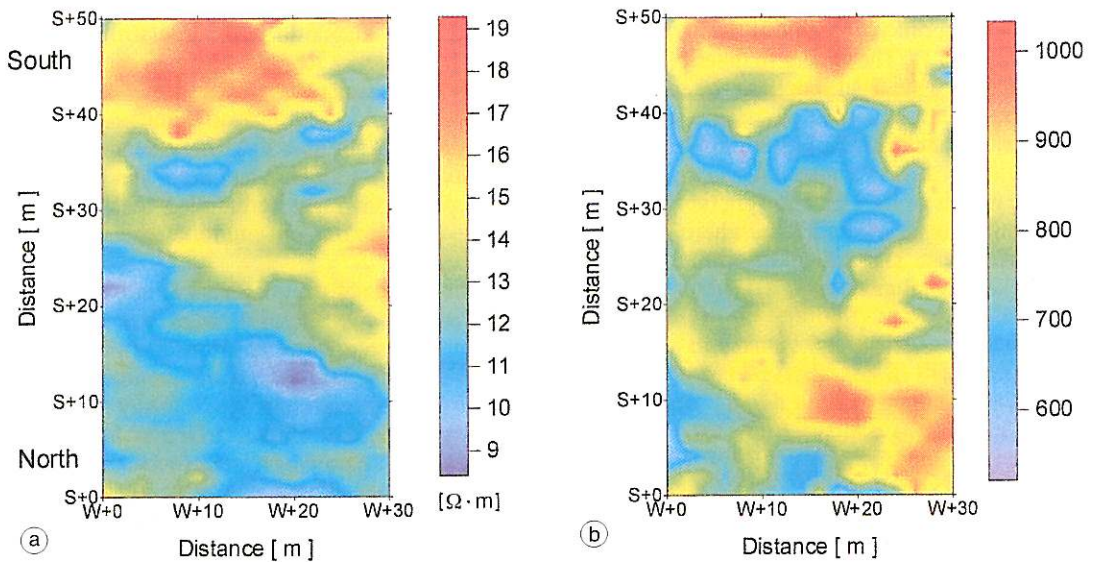 S+50
South
S+40
S+30
S+20
S+10
North
S+0
Distance [ m ]
W+0 W+10 W+20 W+30
Distance [ m ]
19
18
17
16
15
14
13
12
11
10
9
[Ω · m]
a
S+50
S+40
S+30
S+20
S+10
S+0
Distance [ m ]
W+0 W+10 W+20 W+30
Distance [ m ]
1000
900
800
700
600
b